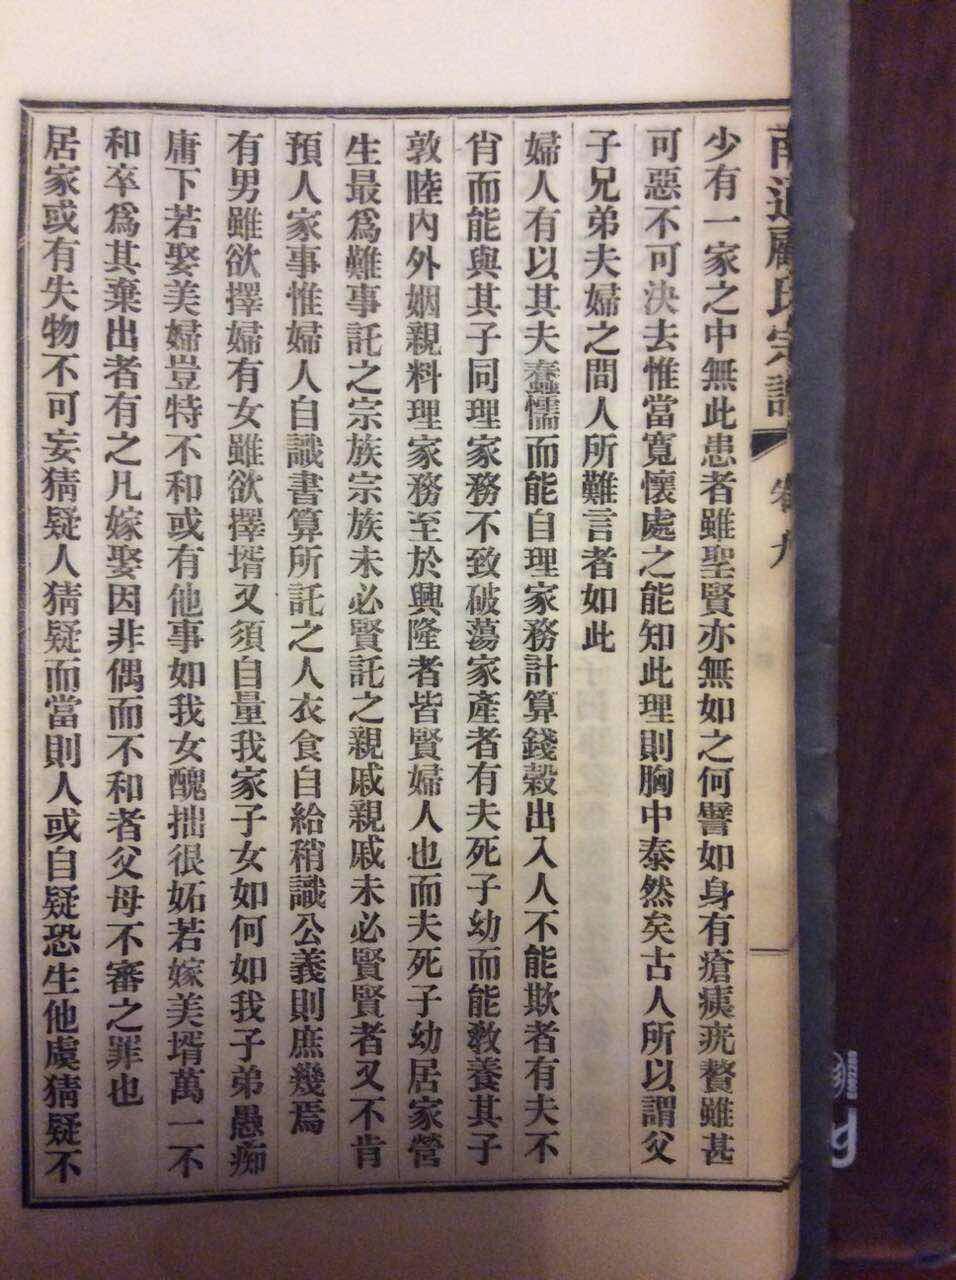 南通顧氏宗譜 卷九
少有一家之中無此患者雖聖賢亦無如之何譬如身有瘡痍疣贅雖甚
可惡不可決去惟當寬懷處之能知此理則胸中泰然矣古人所以謂父
子兄弟夫婦之間人所難言者如此
婦人有以其夫蠢懦而能自理家務計算錢穀出入人不能欺者有夫不
肖而能與其子同理家務不致破蕩家產者有夫死子幼而能教養其子
敦睦內外姻親料理家務至於興隆者皆賢婦人也而夫死子幼居家營
生最爲難事託之宗族宗族未必賢託之親戚親戚未必賢賢者又不肯
預人家事惟婦人自識書算所託之人衣食自給稍識公義則庶幾焉
有男雖欲擇婦有女雖欲擇壻又須自量我家子女如何如我子弟愚痴
庸下若娶美婦豈特不和或有他事如我女醜拙很妬若嫁美壻萬一不
和卒爲其棄出者有之凡嫁娶因非偶而不和者父母不審之罪也
居家或有失物不可妄猜疑人猜疑而當則人或自疑恐生他虞猜疑不